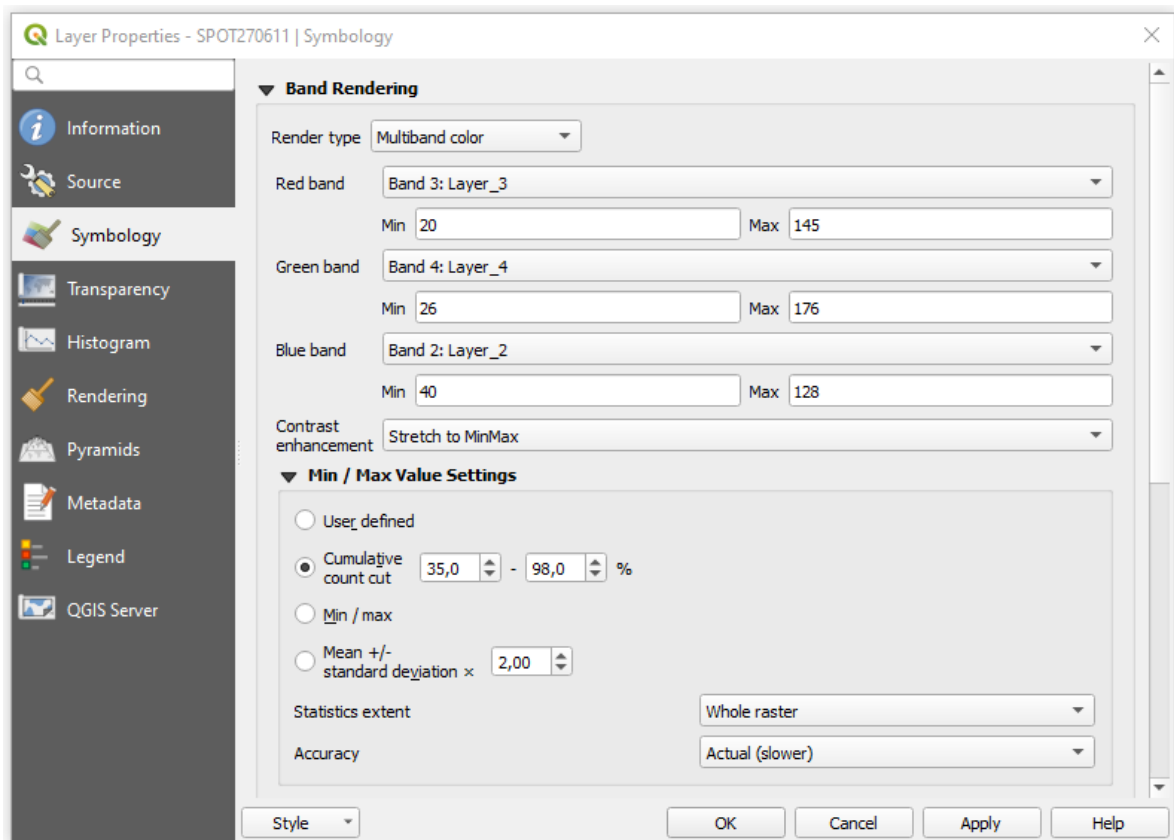 Layer Properties - SPOT270611 | Symbology
Information
Source
Symbology
Transparency
Histogram
Rendering
Pyramids
Metadata
Legend
QGIS Server
Band Rendering
Render type Multiband color
Red band Band 3: Layer_3
Min 20 Max 145
Green band Band 4: Layer_4
Min 26 Max 176
Blue band Band 2: Layer_2
Min 40 Max 128
Contrast
enhancement Stretch to MinMax
Min / Max Value Settings
User defined
Cumulative
count cut 35,0 - 98,0 %
Min / max
Mean +/-
standard deviation × 2,00
Statistics extent Whole raster
Accuracy Actual (slower)
Style OK Cancel Apply Help